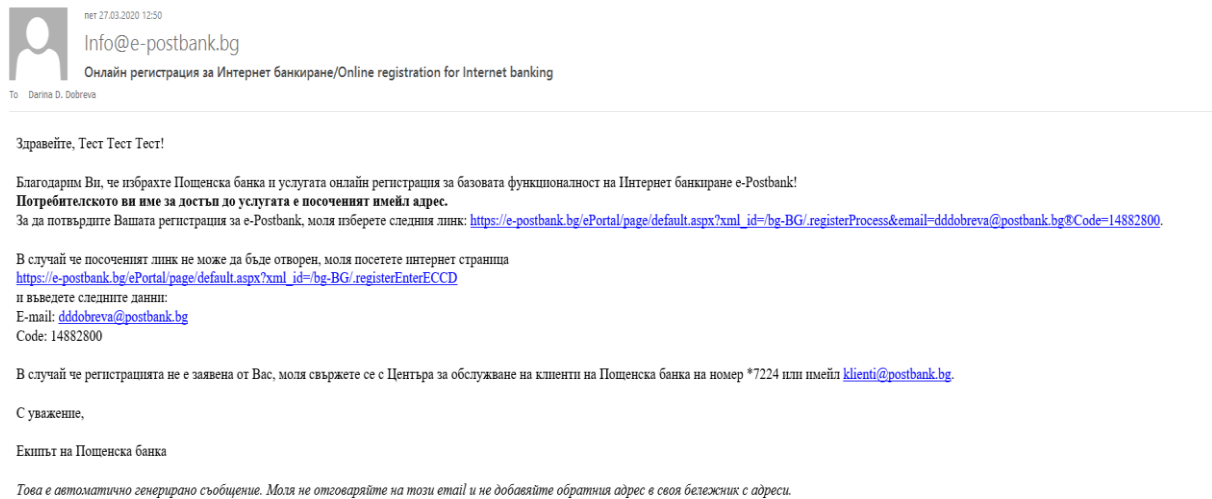 пет 27.03.2020 12:50
Info@e-postbank.bg
Онлайн регистрация за Интернет банкиране/Online registration for Internet banking
To Darina D. Dobreva
Здравейте, Тест Тест Тест!
Благодарим Ви, че избрахте Пощенска банка и услугата онлайн регистрация за базовата функционалност на Интернет банкиране e-Postbank!
Потребителското ви име за достъп до услугата е посоченият имейл адрес.
За да потвърдите Вашата регистрация за e-Postbank, моля изберете следния линк: https://e-postbank.bg/ePortal/page/default.aspx?xml_id=/bg-BG/.registerProcess&email=dddobreva@postbank.bg®Code=14882800.
В случай че посоченият линк не може да бъде отворен, моля посетете интернет страница
https://e-postbank.bg/ePortal/page/default.aspx?xml_id=/bg-BG/.registerEnterECCD
и въведете следните данни:
E-mail: dddobreva@postbank.bg
Code: 14882800
В случай че регистрацията не е заявена от Вас, моля свържете се с Центъра за обслужване на клиенти на Пощенска банка на номер *7224 или имейл klienti@postbank.bg.
С уважение,
Екипът на Пощенска банка
Това е автоматично генерирано съобщение. Моля не отговаряйте на този email и не добавяйте обратния адрес в своя бележник с адреси.